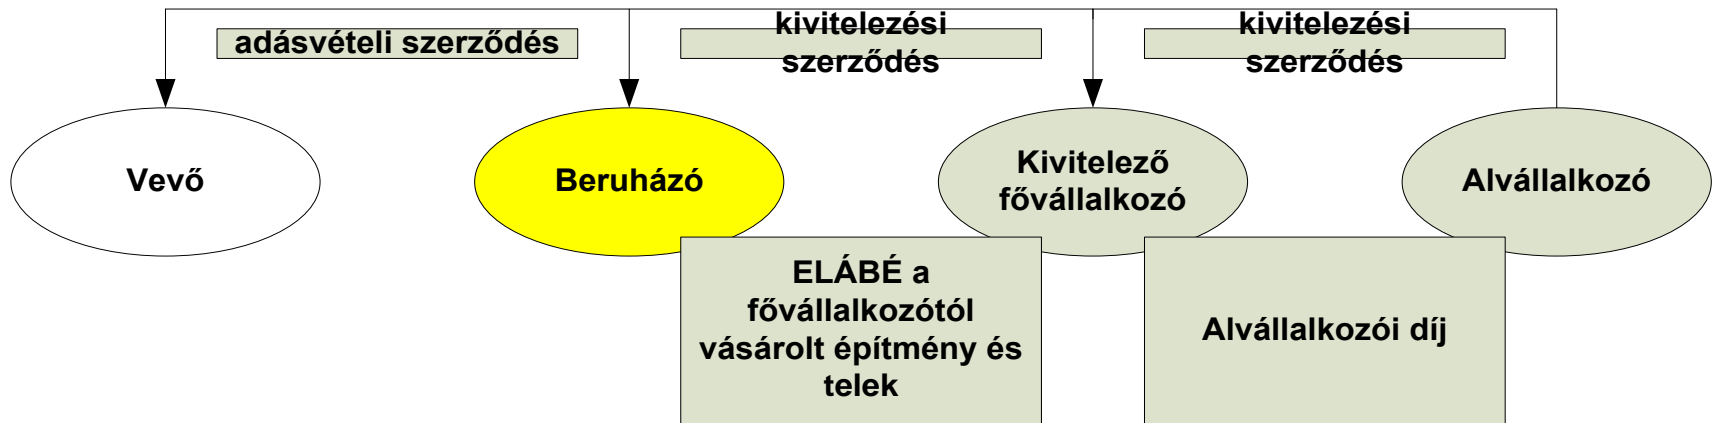 adásvételi szerződés
kivitelezési
szerződés
kivitelezési
szerződés
Vevő
Beruházó
Kivitelező
fővállalkozó
Alvállalkozó
ELÁBÉ a
fővállalkozótól
vásárolt építmény és
telek
Alvállalkozói díj